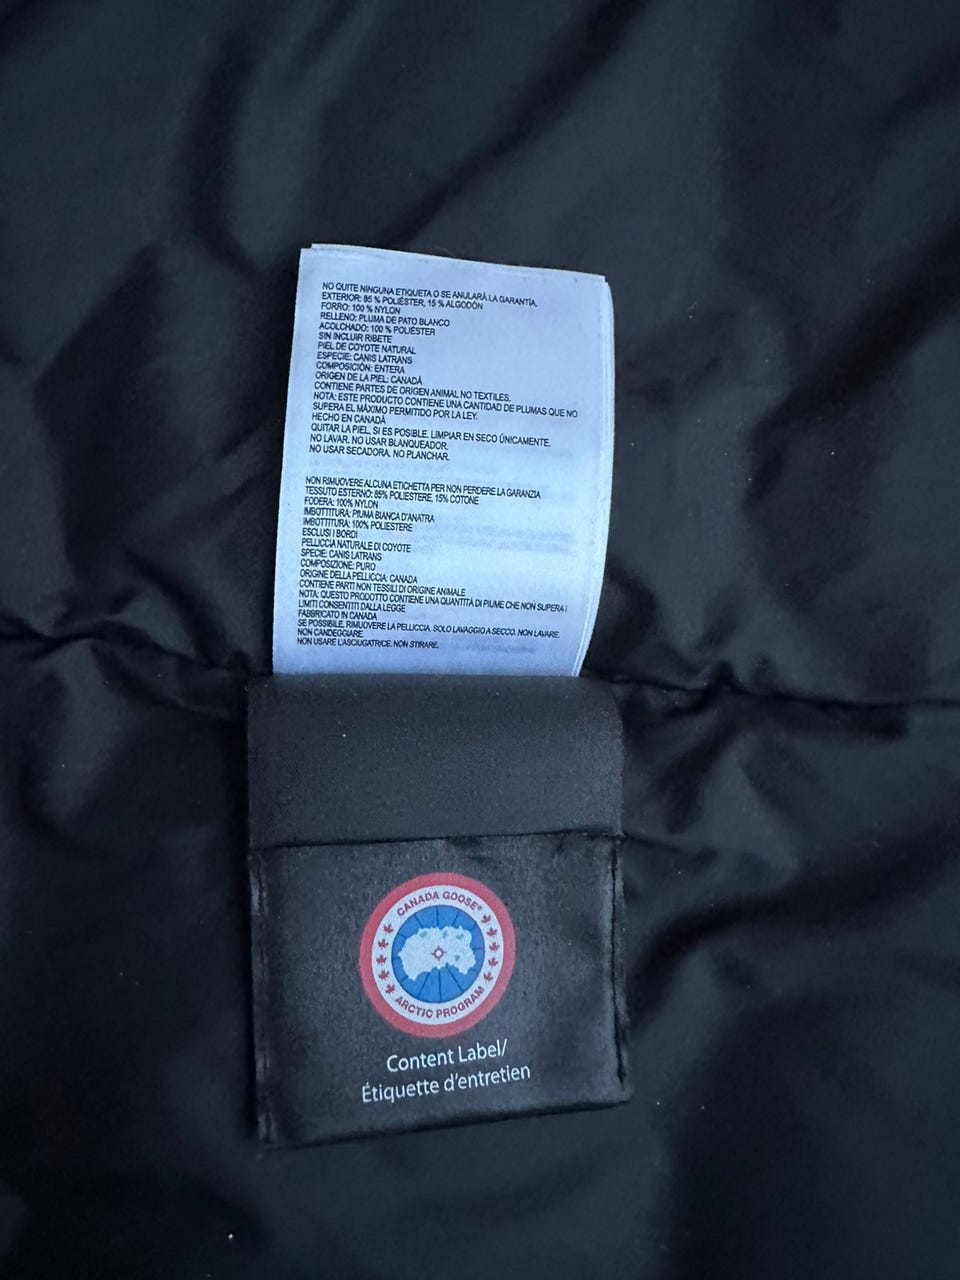 NO QUITE NINGUNA ETIQUETA O SE ANULARÁ LA GARANTÍA.
EXTERIOR: 85 % POLIÉSTER, 15 % ALGODÓN
FORRO: 100 % NYLON
RELLENO: PLUMA DE PATO BLANCO
ACOLCHADO: 100 % POLIÉSTER
SIN INCLUIR RIBETE
PIEL DE COYOTE NATURAL
ESPECIE: CANIS LATRANS
COMPOSICIÓN: ENTERA
ORIGEN DE LA PIEL: CANADÁ
CONTIENE PARTES DE ORIGEN ANIMAL NO TEXTILES.
NOTA: ESTE PRODUCTO CONTIENE UNA CANTIDAD DE PLUMAS QUE NO
SUPERA EL MÁXIMO PERMITIDO POR LA LEY.
HECHO EN CANADÁ
QUITAR LA PIEL, SI ES POSIBLE. LIMPIAR EN SECO ÚNICAMENTE.
NO LAVAR. NO USAR BLANQUEADOR.
NO USAR SECADORA. NO PLANCHAR.
NON RIMUOVERE ALCUNA ETICHETTA PER NON PERDERE LA GARANZIA
TESSUTO ESTERNO: 85% POLIESTERE, 15% COTONE
FODERA: 100% NYLON
IMBOTTITURA: PIUMA BIANCA D'ANATRA
IMBOTTITURA: 100% POLIESTERE
ESCLUSI I BORDI
PELLICCIA NATURALE DI COYOTE
SPECIE: CANIS LATRANS
COMPOSIZIONE: PURO
ORIGINE DELLA PELLICCIA: CANADA
CONTIENE PARTI NON TESSILI DI ORIGINE ANIMALE
NOTA: QUESTO PRODOTTO CONTIENE UNA QUANTITÀ DI PIUME CHE NON SUPERA I
LIMITI CONSENTITI DALLA LEGGE
FABBRICATO IN CANADA
SE POSSIBILE, RIMUOVERE LA PELLICCIA. SOLO LAVAGGIO A SECCO. NON LAVARE.
NON CANDEGGIARE.
NON USARE L'ASCIUGATRICE. NON STIRARE.
CANADA GOOSE®
ARCTIC PROGRAM
Content Label/
Étiquette d'entretien